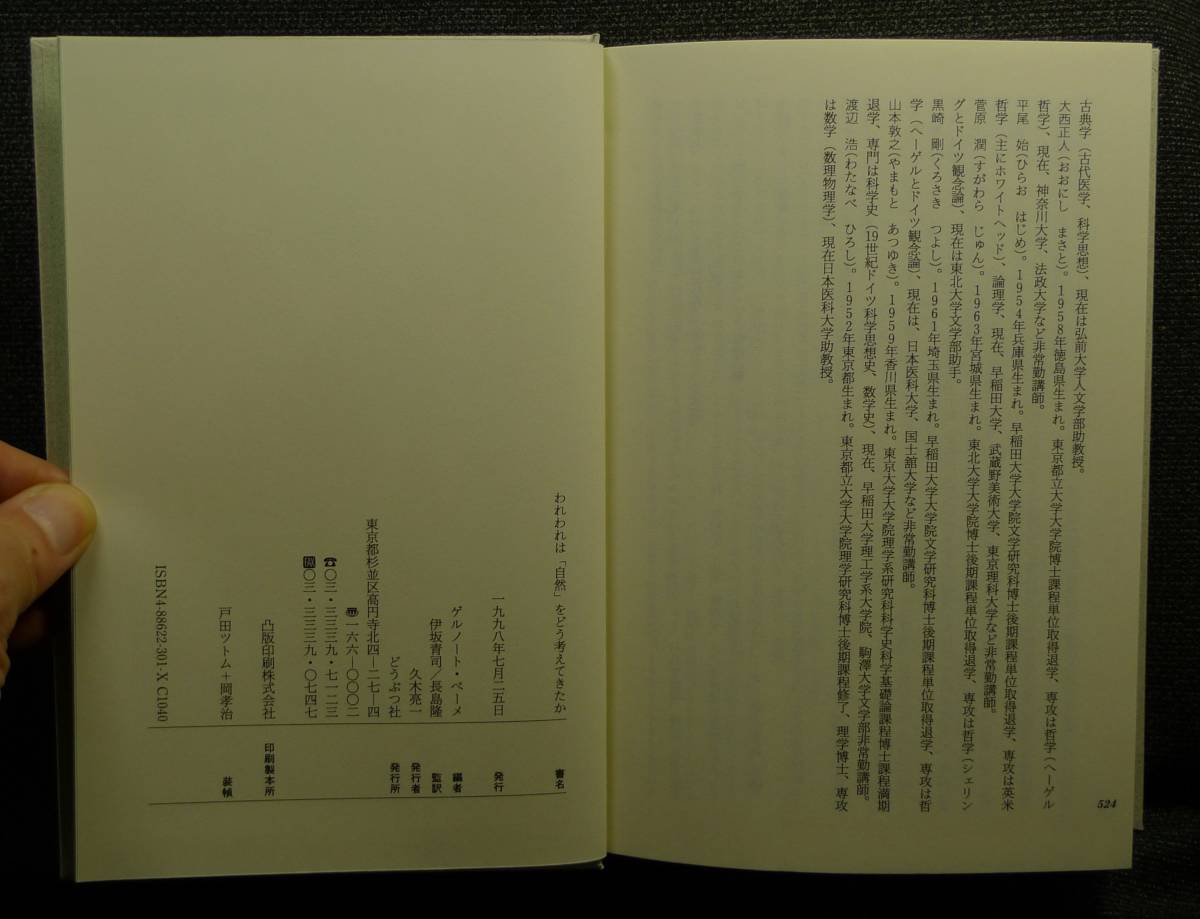 古典学（古代医学、科学思想）、現在は弘前大学人文学部助教授。
大西正人（おおにし　まさと）。1958年徳島県生まれ。東京都立大学大学院博士課程単位取得退学、専攻は哲学（ヘーゲル
哲学）、現在、神奈川大学、法政大学など非常勤講師。
平尾　始（ひらお　はじめ）。1954年兵庫県生まれ。早稲田大学大学院文学研究科博士後期課程単位取得退学、専攻は英米
哲学（主にホワイトヘッド）、論理学、現在、早稲田大学、武蔵野美術大学、東京理科大学など非常勤講師。
菅原　潤（すがわら　じゅん）。1963年宮城県生まれ。東北大学大学院博士後期課程単位取得退学、専攻は哲学（シェリン
グとドイツ観念論）、現在は東北大学文学部助手。
黒崎　剛（くろさき　つよし）。1961年埼玉県生まれ。早稲田大学大学院文学研究科博士後期課程単位取得退学、専攻は哲
学（ヘーゲルとドイツ観念論）、現在は、日本医科大学、国士舘大学など非常勤講師。
山本敦之（やまもと　あつゆき）。1959年香川県生まれ。東京大学大学院理学系研究科科学史科学基礎論課程博士課程満期
退学、専門は科学史（19世紀ドイツ科学思想史、数学史）、現在、早稲田大学理工学系大学院、駒澤大学文学部非常勤講師。
渡辺　浩（わたなべ　ひろし）。1952年東京都生まれ。東京都立大学大学院理学研究科博士後期課程修了、理学博士、専攻
は数学（数理物理学）、現在日本医科大学助教授。
524
われわれは「自然」をどう考えてきたか　書名
一九九八年七月二五日　発行
ゲルノート・ベーメ　編者
伊坂青司／長島隆　監訳
久木亮一　発行者
どうぶつ社　発行所
東京都杉並区高円寺北四―二七―四
〠一六六―〇〇〇二
☎〇三・三三三九・七一二三
FAX〇三・三三三九・〇七四七
凸版印刷株式会社　印刷製本所
戸田ツトム＋岡孝治　装幀
ISBN4-88622-301-X C1040